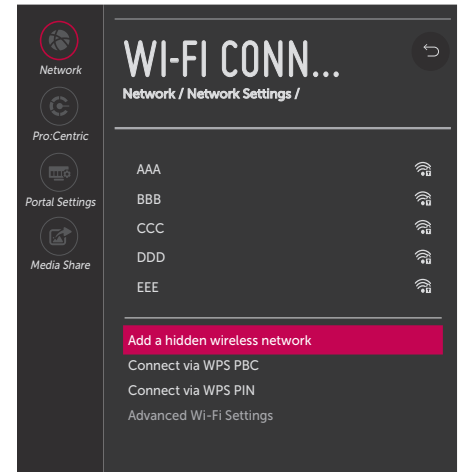 Network
Pro:Centric
Portal Settings
Media Share
WI-FI CONN...
Network / Network Settings /
AAA
BBB
CCC
DDD
EEE
Add a hidden wireless network
Connect via WPS PBC
Connect via WPS PIN
Advanced Wi-Fi Settings